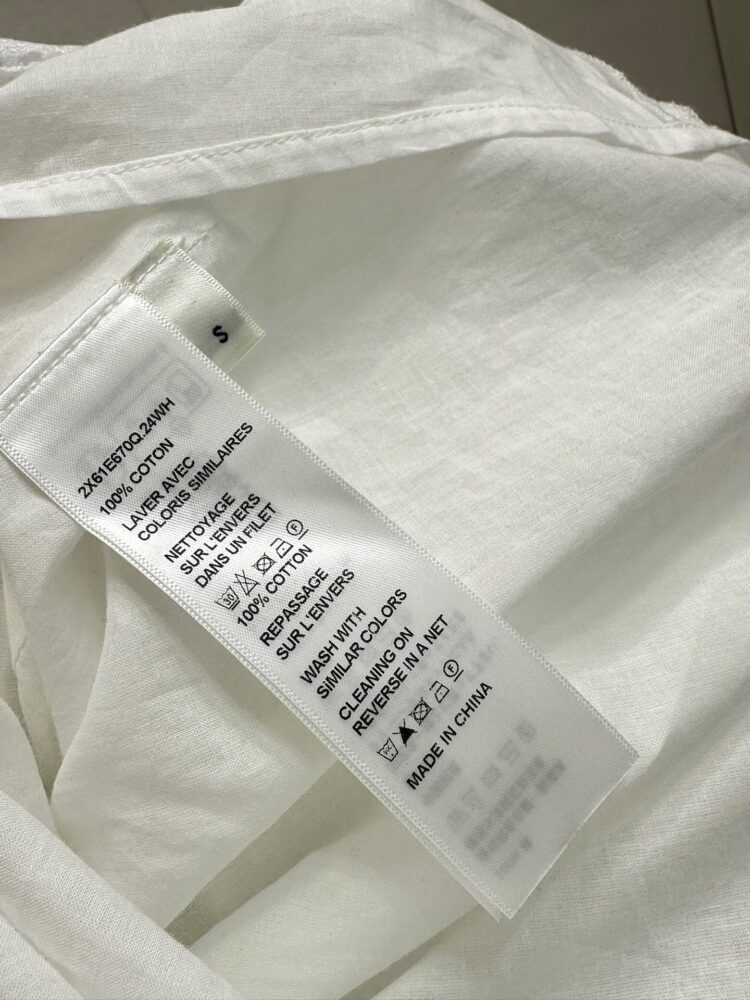 S
2X61E670Q.24WH
100% COTON
LAVER AVEC
COLORIS SIMILAIRES
NETTOYAGE
SUR L'ENVERS
DANS UN FILET
30 F
100% COTTON
REPASSAGE
SUR L'ENVERS
WASH WITH
SIMILAR COLORS
CLEANING ON
REVERSE IN A NET
F
MADE IN CHINA